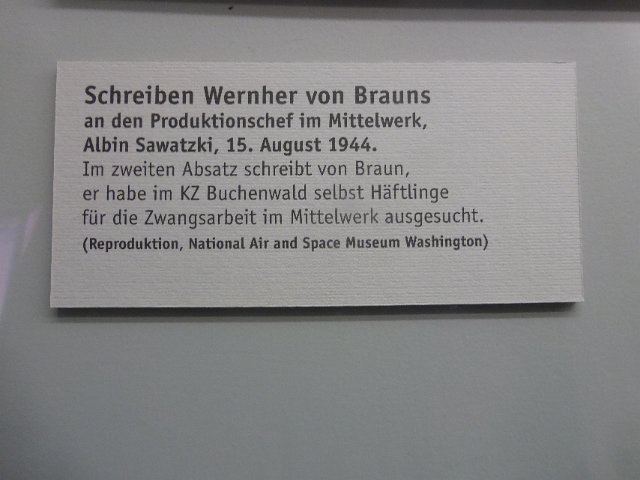 Schreiben Wernher von Brauns
an den Produktionschef im Mittelwerk,
Albin Sawatzki, 15. August 1944.
Im zweiten Absatz schreibt von Braun,
er habe im KZ Buchenwald selbst Häftlinge
für die Zwangsarbeit im Mittelwerk ausgesucht.
(Reproduktion, National Air and Space Museum Washington)